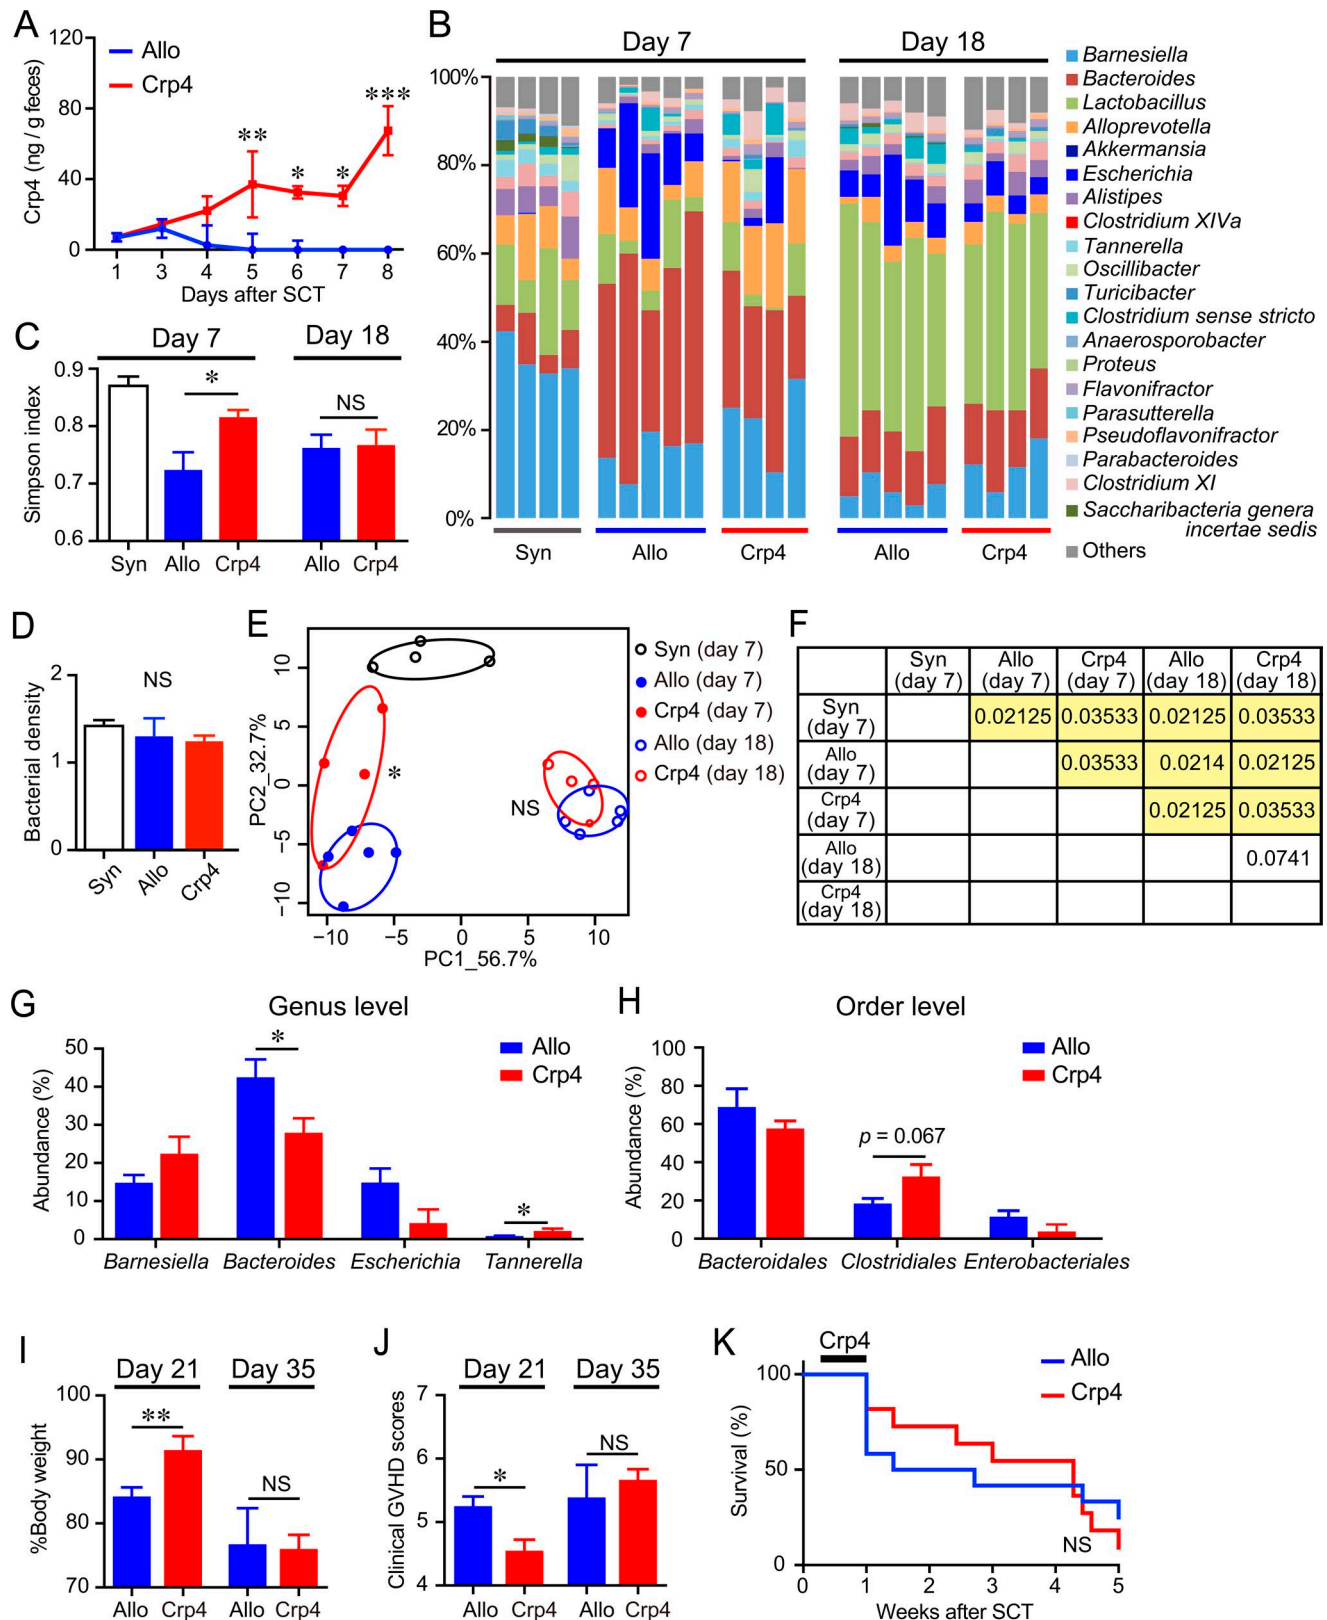 A
120
80
40
0
Crp4 (ng / g feces)
Allo
Crp4
**
*
*
***
1 3 4 5 6 7 8
Days after SCT
B
Day 7 Day 18
100%
80%
60%
40%
20%
0%
Syn Allo Crp4 Allo Crp4
Barnesiella
Bacteroides
Lactobacillus
Alloprevotella
Akkermansia
Escherichia
Alistipes
Clostridium XIVa
Tannerella
Oscillibacter
Turicibacter
Clostridium sense stricto
Anaerosporobacter
Proteus
Flavonifractor
Parasutterella
Pseudoflavonifractor
Parabacteroides
Clostridium XI
Saccharibacteria genera
incertae sedis
Others
C
Day 7 Day 18
0.9
0.8
0.7
0.6
Simpson index
*
NS
Syn Allo Crp4 Allo Crp4
D
2
1
0
Bacterial density
NS
Syn Allo Crp4
E
10
5
0
−5
−10
PC2_32.7%
*
NS
−10 −5 0 5 10
PC1_56.7%
Syn (day 7)
Allo (day 7)
Crp4 (day 7)
Allo (day 18)
Crp4 (day 18)
F
Syn (day 7) Allo (day 7) Crp4 (day 7) Allo (day 18) Crp4 (day 18)
Syn (day 7) 0.02125 0.03533 0.02125 0.03533
Allo (day 7) 0.03533 0.0214 0.02125
Crp4 (day 7) 0.02125 0.03533
Allo (day 18) 0.0741
Crp4 (day 18)
G
Genus level
50
40
30
20
10
0
Abundance (%)
*
*
Allo
Crp4
Barnesiella Bacteroides Escherichia Tannerella
H
Order level
100
80
60
40
20
0
Abundance (%)
p = 0.067
Allo
Crp4
Bacteroidales Clostridiales Enterobacteriales
I
Day 21 Day 35
100
90
80
70
%Body weight
**
NS
Allo Crp4 Allo Crp4
J
Day 21 Day 35
7
6
5
4
Clinical GVHD scores
*
NS
Allo Crp4 Allo Crp4
K
Crp4
100
50
0
Survival (%)
Allo
Crp4
NS
0 1 2 3 4 5
Weeks after SCT